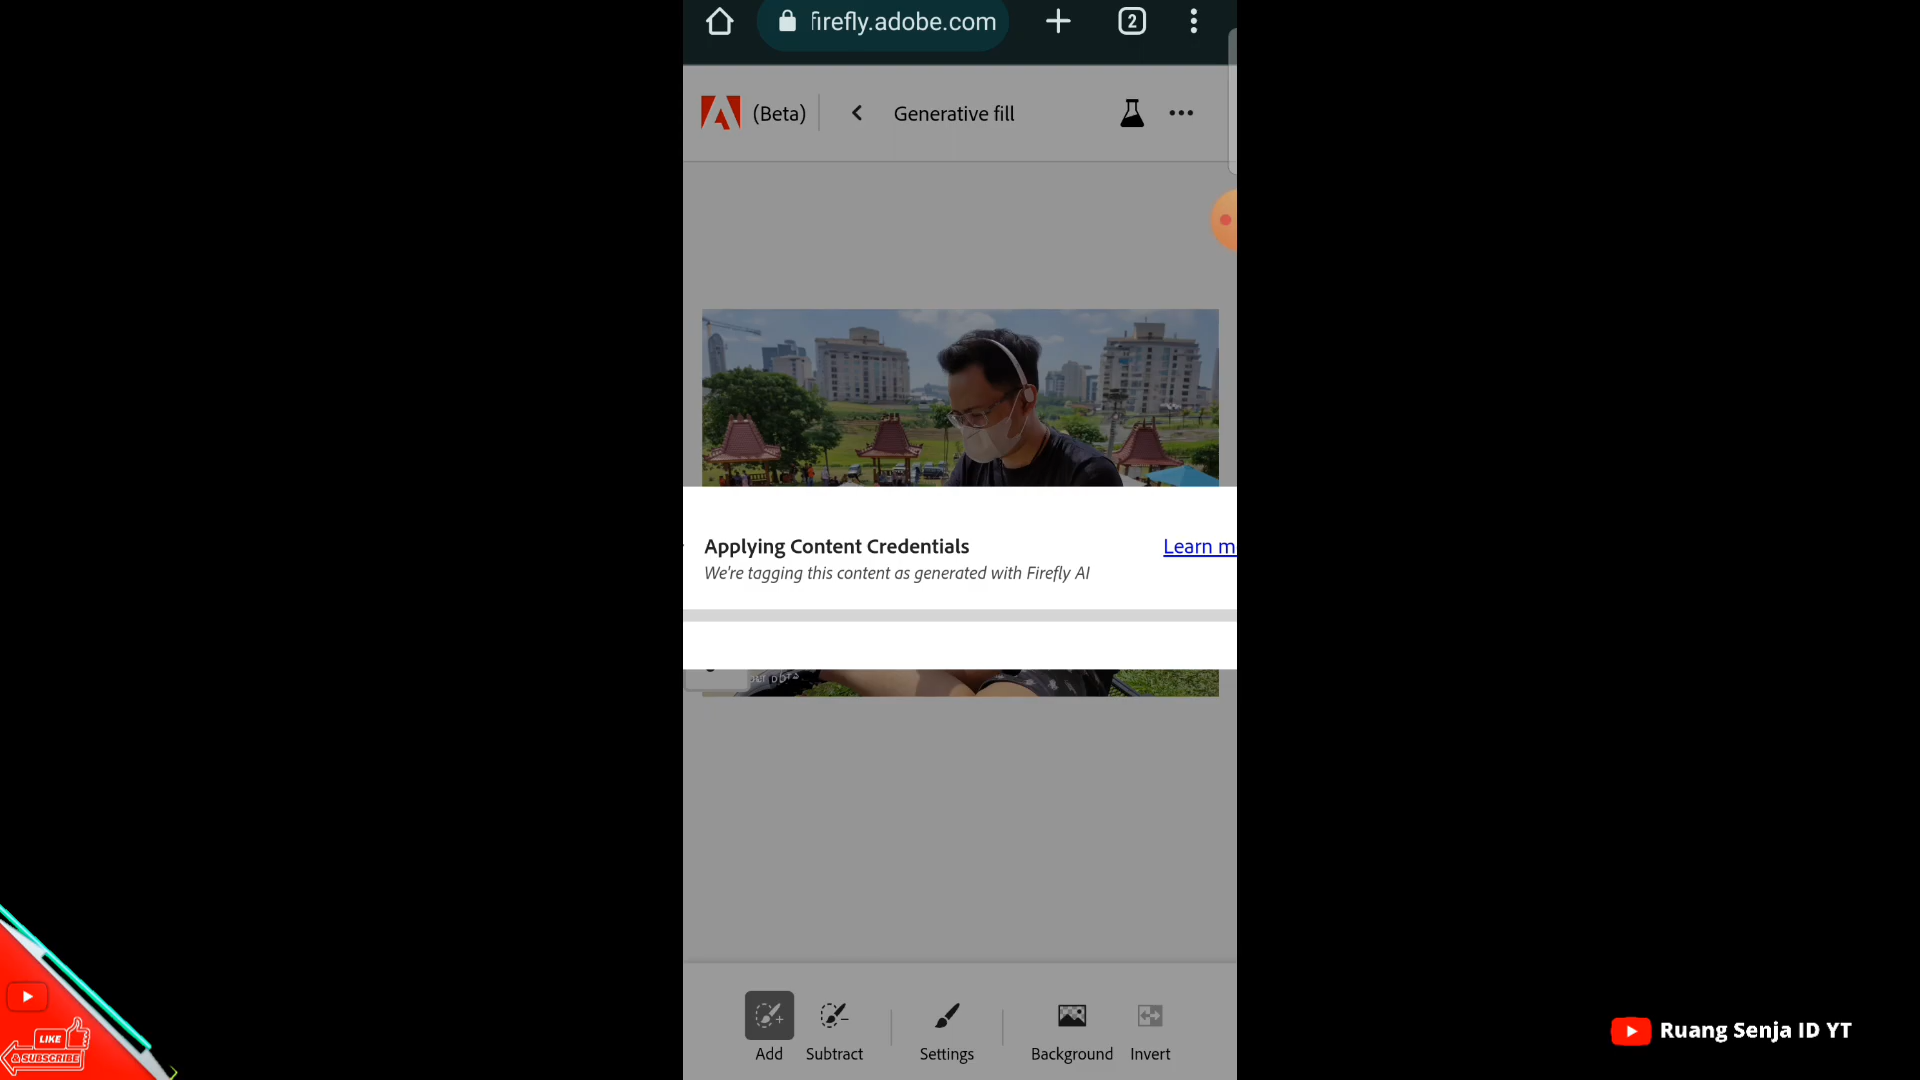 firefly.adobe.com
2
(Beta)
Generative fill
Applying Content Credentials
Learn m
We're tagging this content as generated with Firefly AI
Add
Subtract
Settings
Background
Invert
LIKE
& SUBSCRIBE
Ruang Senja ID YT